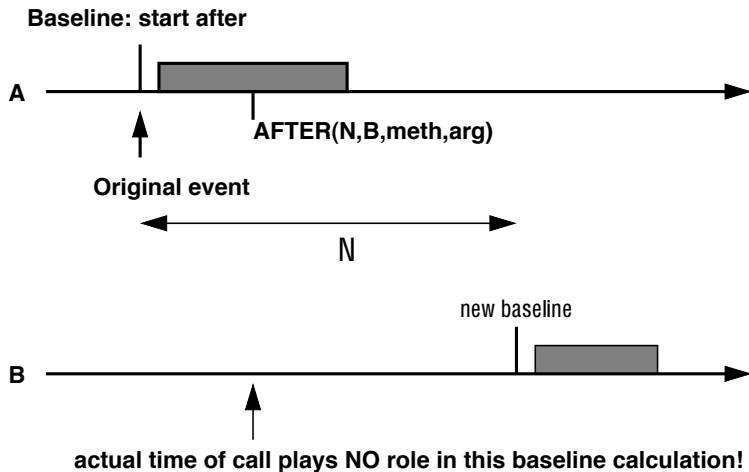 Baseline: start after
A
AFTER(N,B,meth,arg)
Original event
N
new baseline
B
actual time of call plays NO role in this baseline calculation!